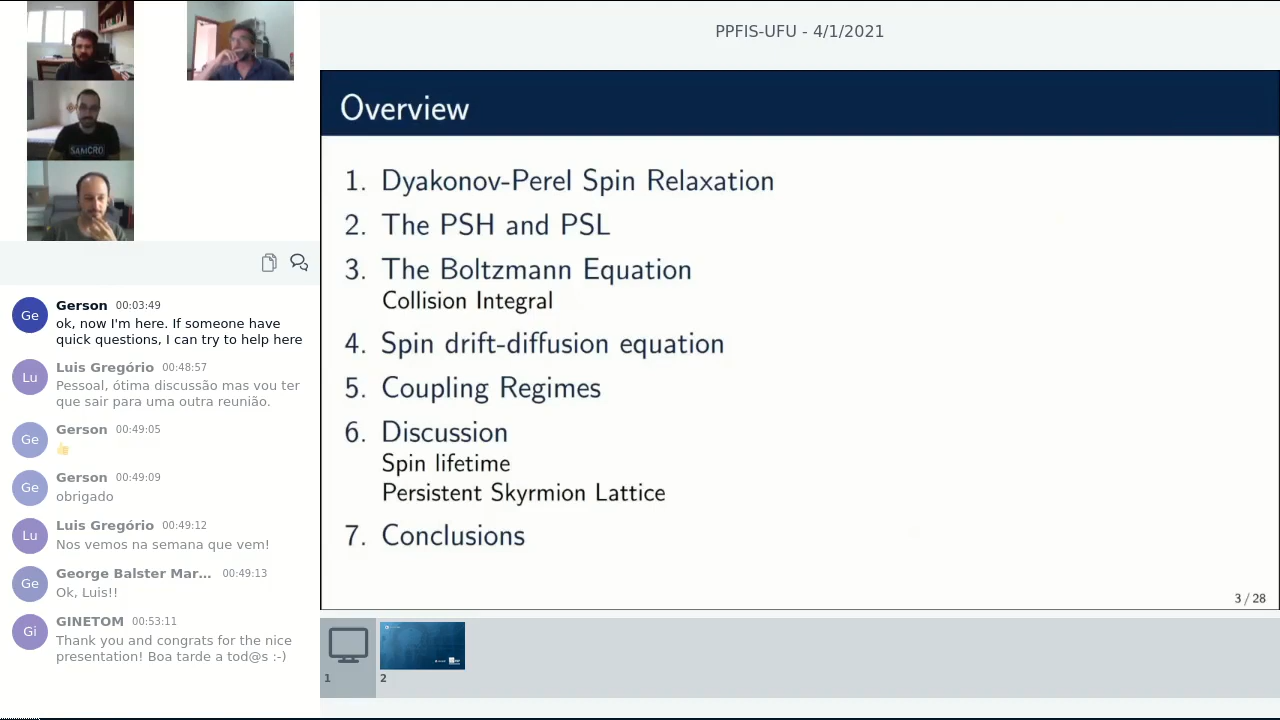 PPFIS-UFU - 4/1/2021
SAMCRO
Ge
Gerson 00:03:49
ok, now I'm here. If someone have
quick questions, I can try to help here
Lu
Luis Gregório 00:48:57
Pessoal, ótima discussão mas vou ter
que sair para uma outra reunião.
Ge
Gerson 00:49:05
👍
Ge
Gerson 00:49:09
obrigado
Lu
Luis Gregório 00:49:12
Nos vemos na semana que vem!
Ge
George Balster Mar... 00:49:13
Ok, Luis!!
Gi
GINETOM 00:53:11
Thank you and congrats for the nice
presentation! Boa tarde a tod@s :-)
Overview
1. Dyakonov-Perel Spin Relaxation
2. The PSH and PSL
3. The Boltzmann Equation
Collision Integral
4. Spin drift-diffusion equation
5. Coupling Regimes
6. Discussion
Spin lifetime
Persistent Skyrmion Lattice
7. Conclusions
3 / 28
1
2